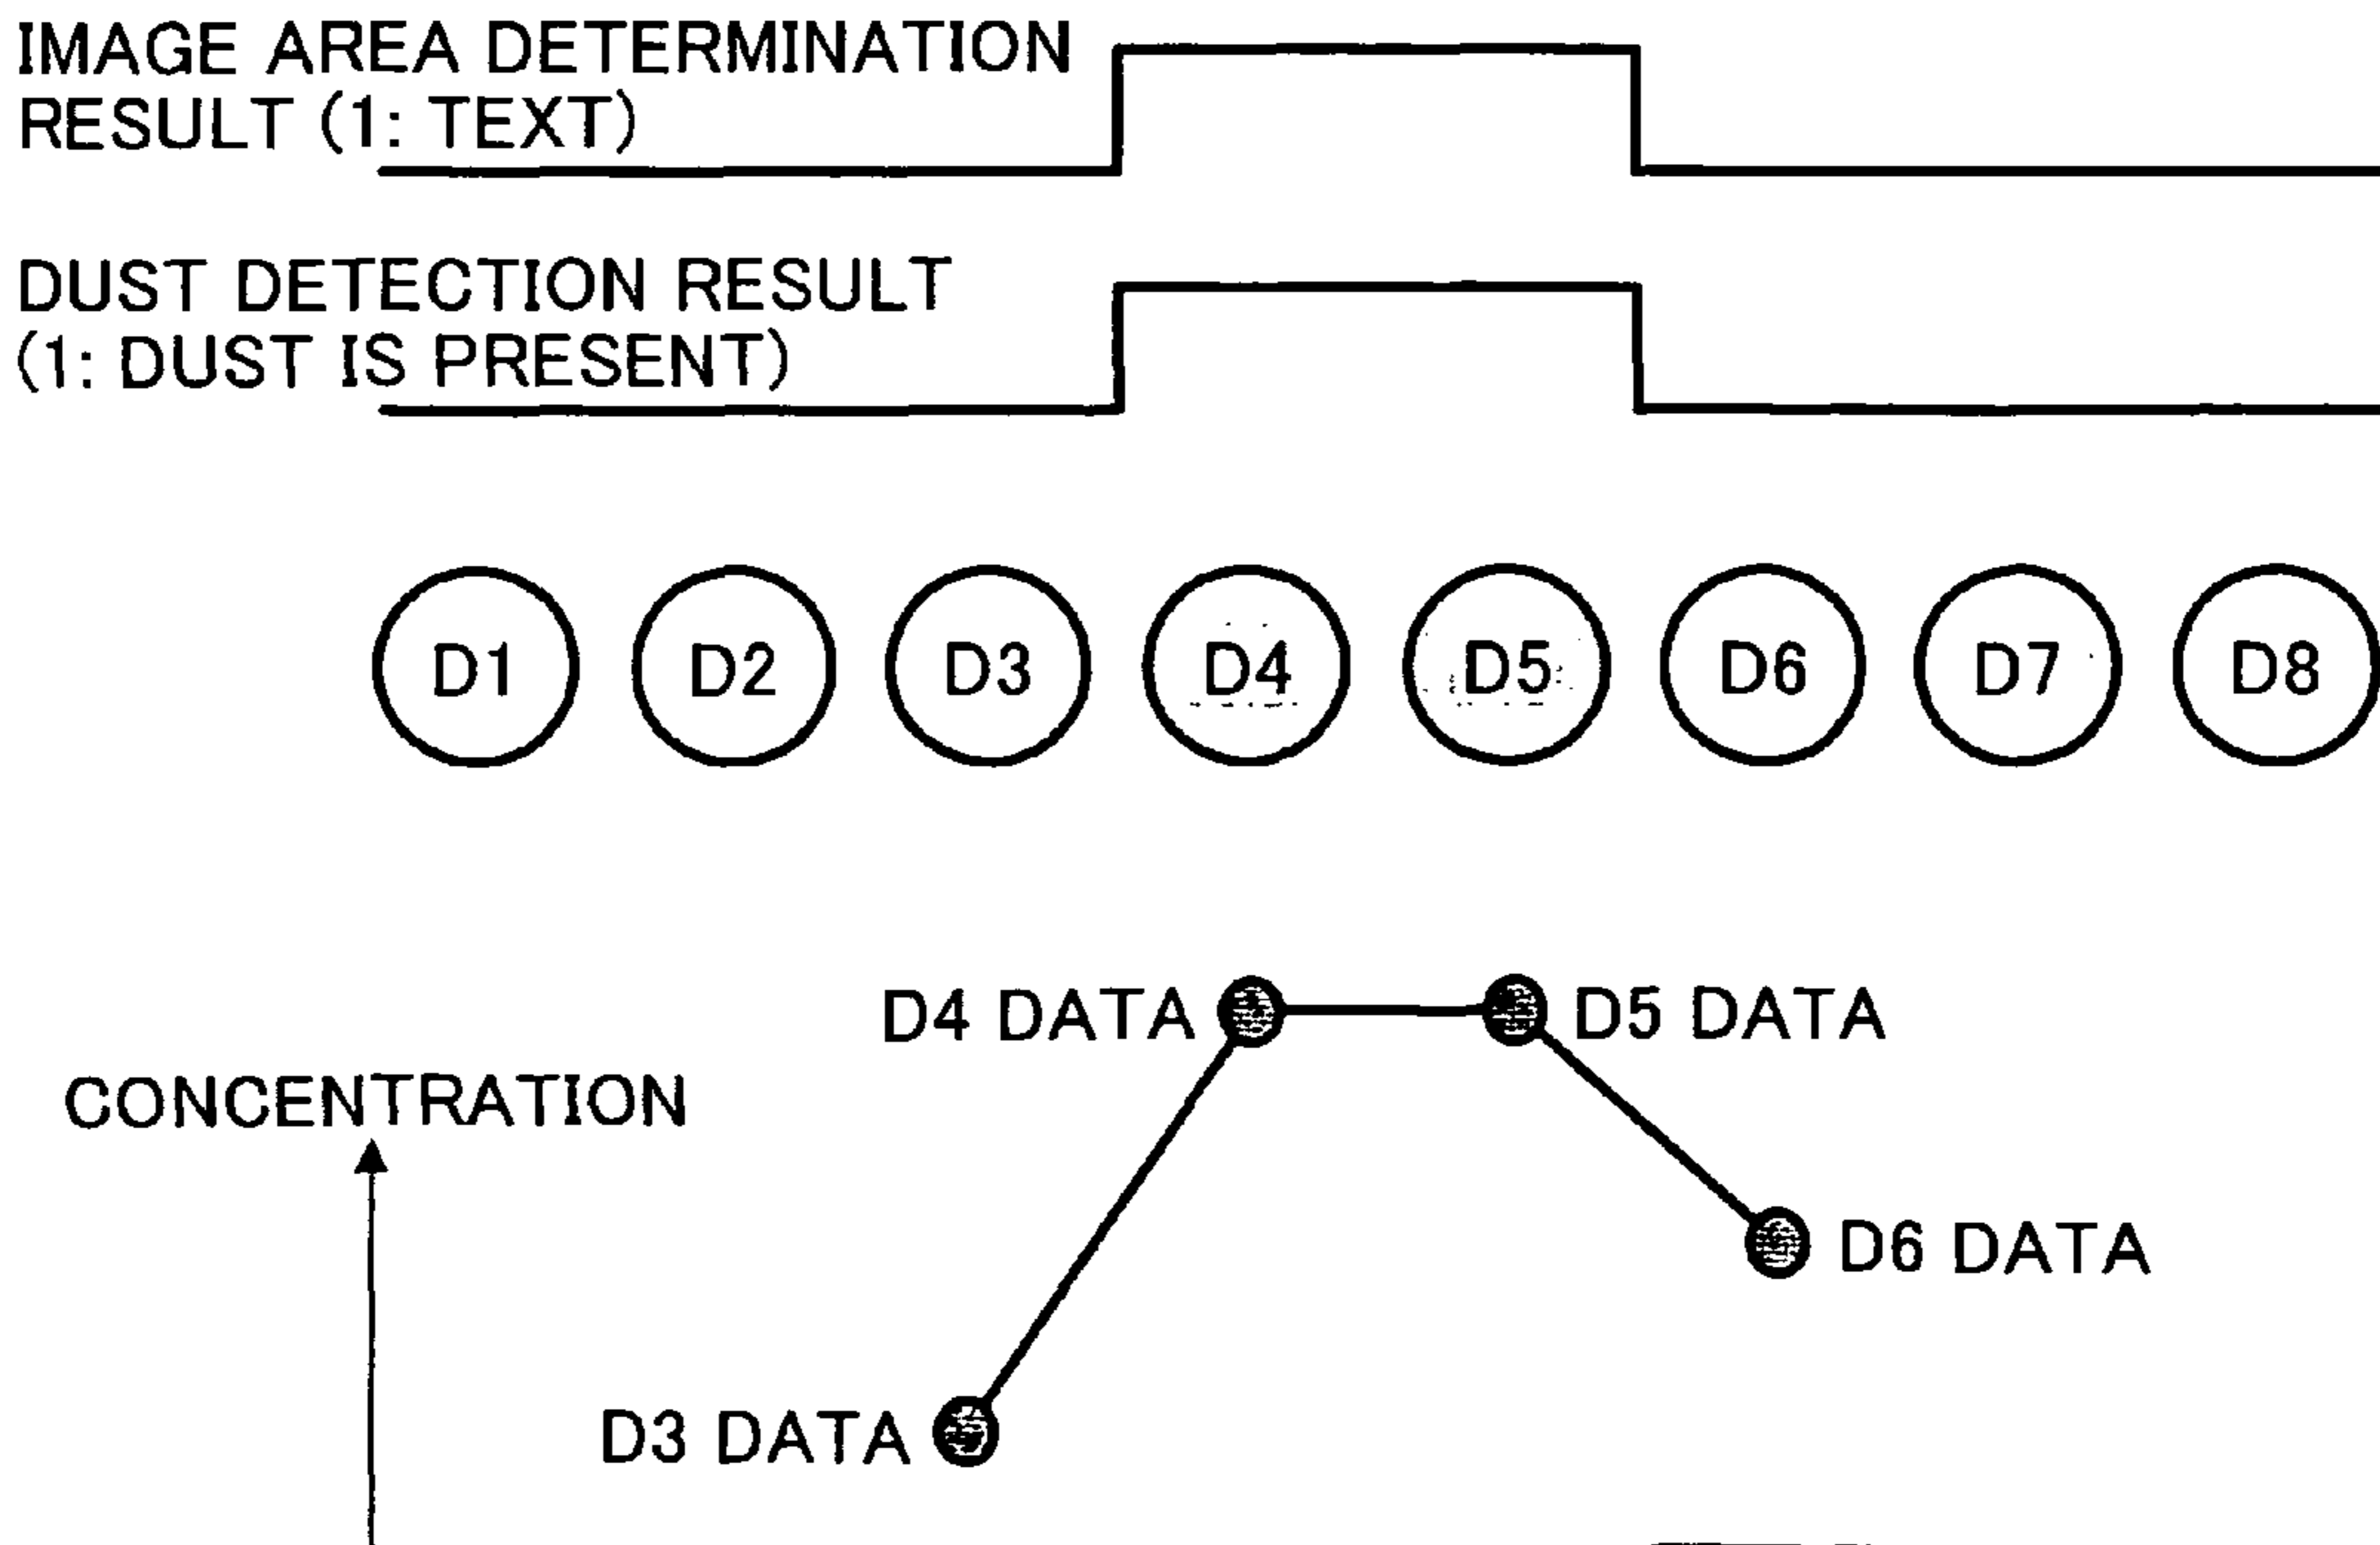 IMAGE AREA DETERMINATION
RESULT (1: TEXT)
DUST DETECTION RESULT
(1: DUST IS PRESENT)
D1 D2 D3 D4 D5 D6 D7 D8
D4 DATA D5 DATA
CONCENTRATION
D6 DATA
D3 DATA